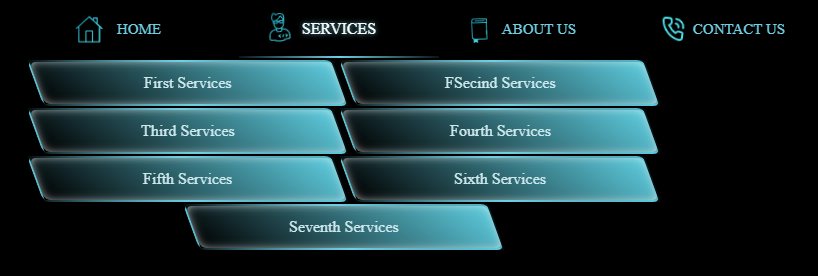 HOME SERVICES ABOUT US CONTACT US
First Services FSecind Services
Third Services Fourth Services
Fifth Services Sixth Services
Seventh Services